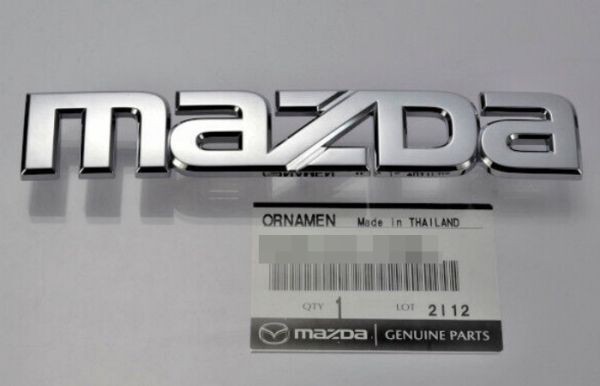 mazda
ORNAMEN Made in THAILAND
QTY 1 LOT 2112
mazda GENUINE PARTS